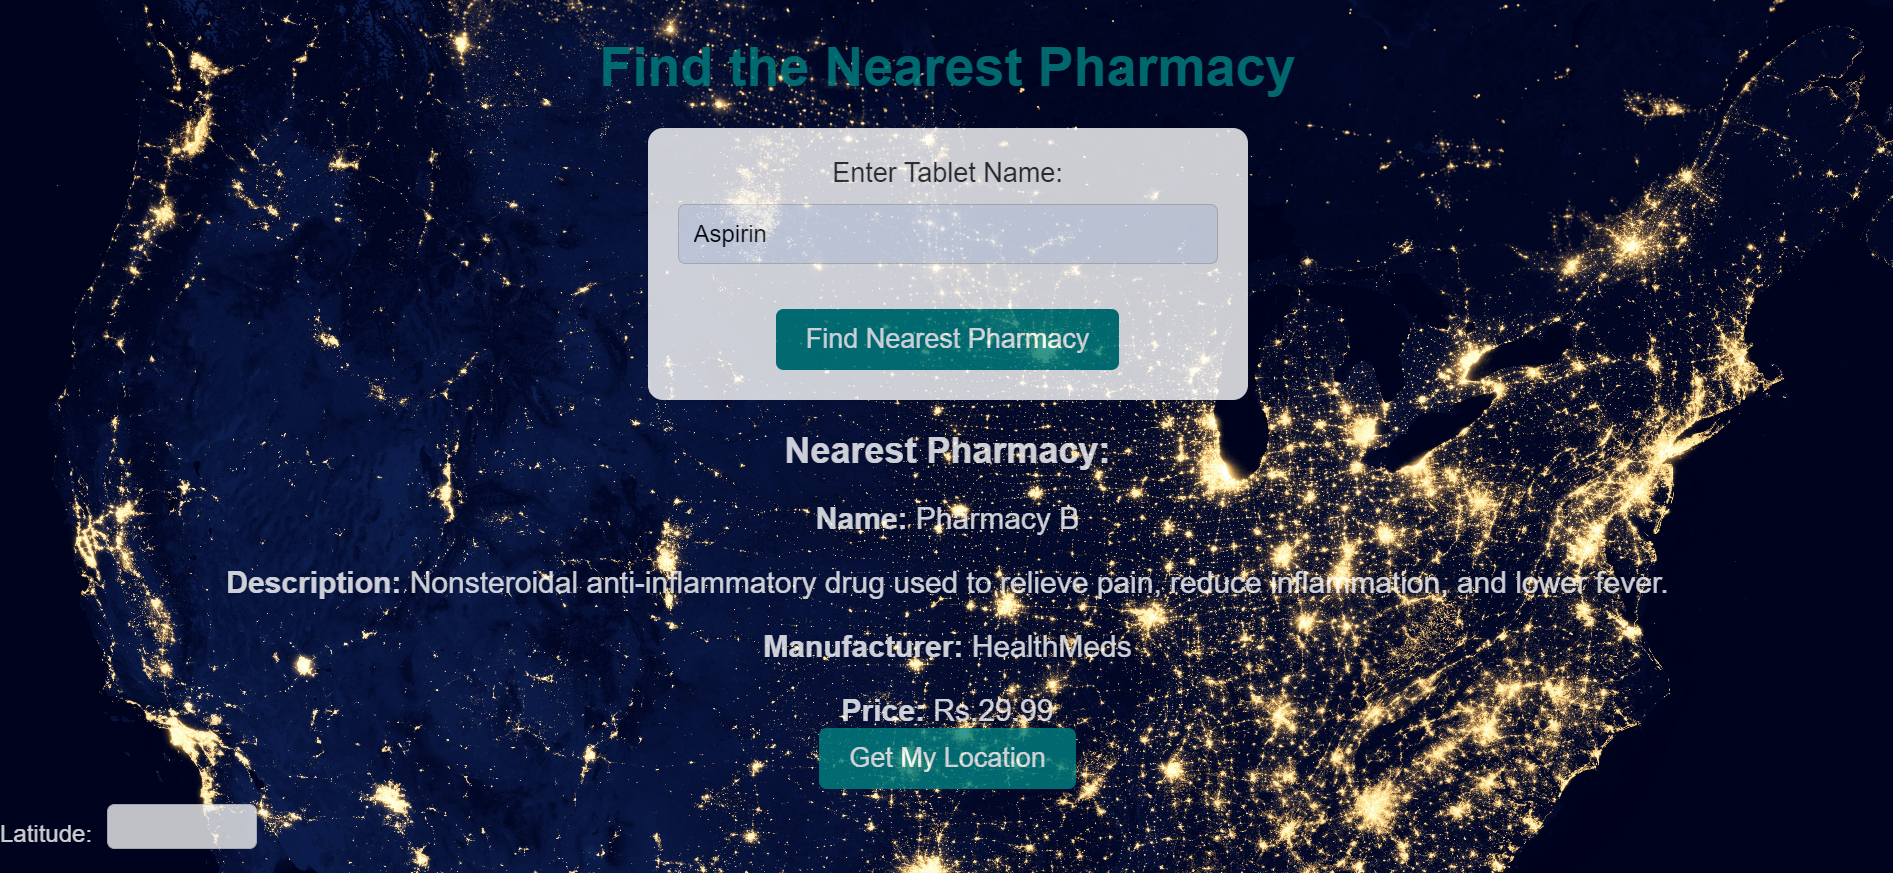 Find the Nearest Pharmacy
Enter Tablet Name:
Aspirin
Find Nearest Pharmacy
Nearest Pharmacy:
Name: Pharmacy B
Description: Nonsteroidal anti-inflammatory drug used to relieve pain, reduce inflammation, and lower fever.
Manufacturer: HealthMeds
Price: Rs.29.99
Get My Location
Latitude: